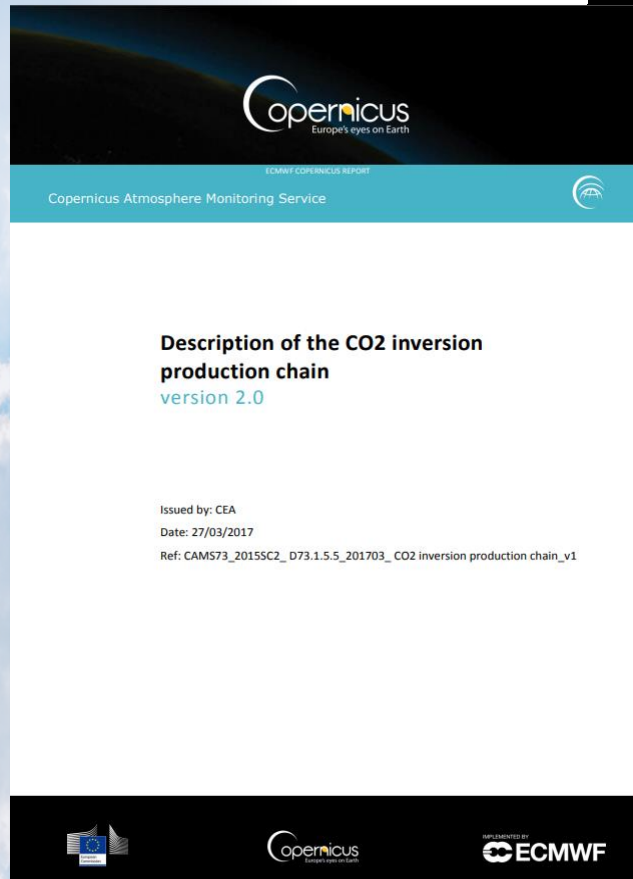 Copernicus
Europe's eyes on Earth
ECMWF COPERNICUS REPORT
Copernicus Atmosphere Monitoring Service
Description of the CO2 inversion
production chain
version 2.0
Issued by: CEA
Date: 27/03/2017
Ref: CAMS73_2015SC2_ D73.1.5.5_201703_ CO2 inversion production chain_v1
European
Commission
Copernicus
Europe's eyes on Earth
IMPLEMENTED BY
ECMWF